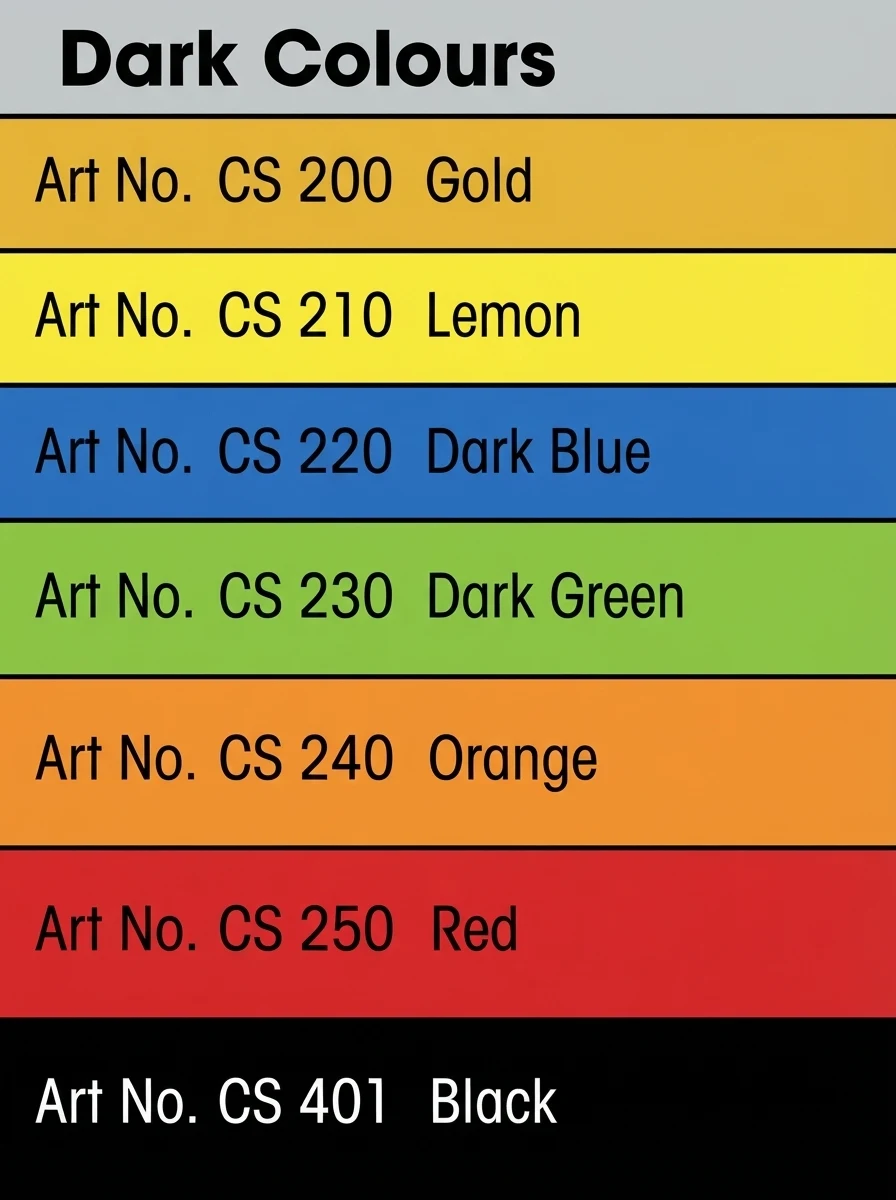 Dark Colours
Art No. CS 200 Gold
Art No. CS 210 Lemon
Art No. CS 220 Dark Blue
Art No. CS 230 Dark Green
Art No. CS 240 Orange
Art No. CS 250 Red
Art No. CS 401 Black